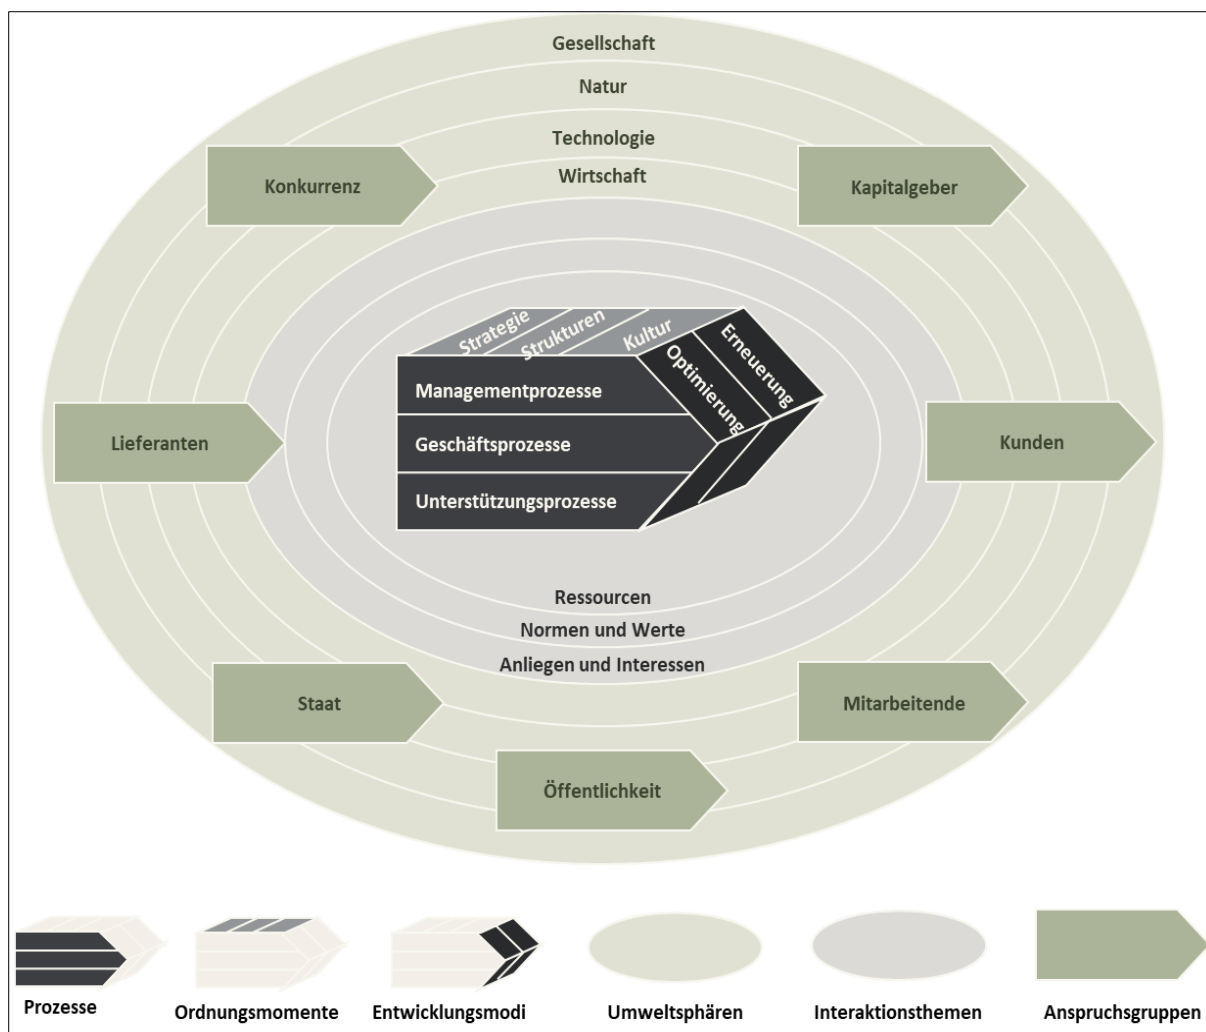 Gesellschaft
Natur
Technologie
Wirtschaft
Konkurrenz
Kapitalgeber
Strategie
Strukturen
Kultur
Optimierung
Erneuerung
Managementprozesse
Geschäftsprozesse
Unterstützungsprozesse
Lieferanten
Kunden
Ressourcen
Normen und Werte
Anliegen und Interessen
Staat
Mitarbeitende
Öffentlichkeit
Prozesse
Ordnungsmomente
Entwicklungsmodi
Umweltsphären
Interaktionsthemen
Anspruchsgruppen